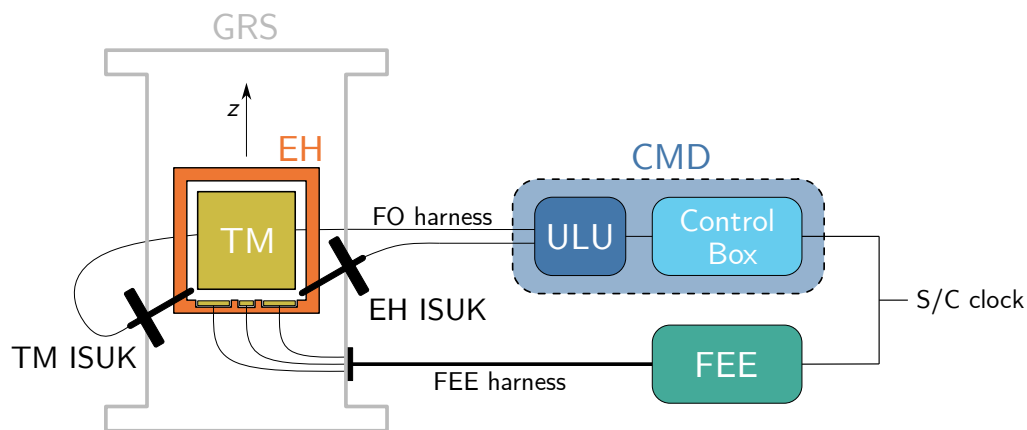 GRS
z
EH
CMD
TM
FO harness
ULU
Control
Box
EH ISUK
S/C clock
TM ISUK
FEE harness
FEE